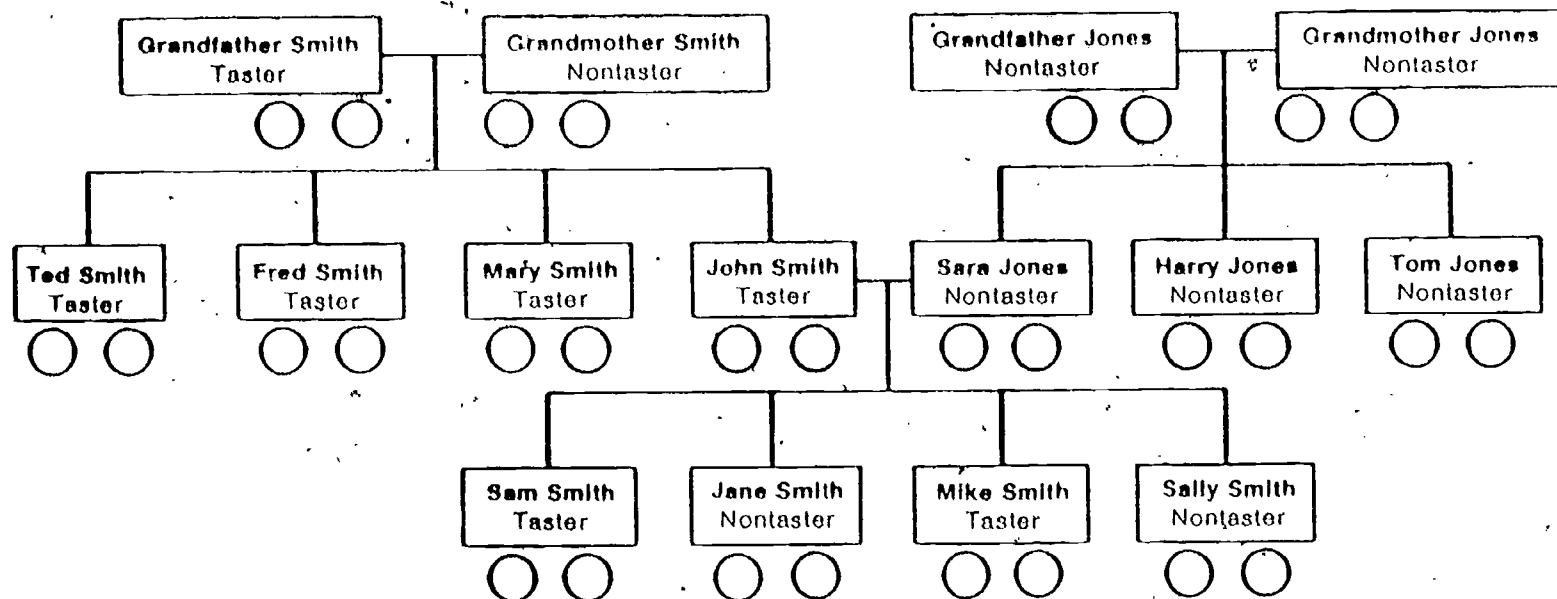 Grandfather Smith
Taster
Grandmother Smith
Nontaster
Grandfather Jones
Nontaster
Grandmother Jones
Nontaster
Ted Smith
Taster
Fred Smith
Taster
Mary Smith
Taster
John Smith
Taster
Sara Jones
Nontaster
Harry Jones
Nontaster
Tom Jones
Nontaster
Sam Smith
Taster
Jane Smith
Nontaster
Mike Smith
Taster
Sally Smith
Nontaster